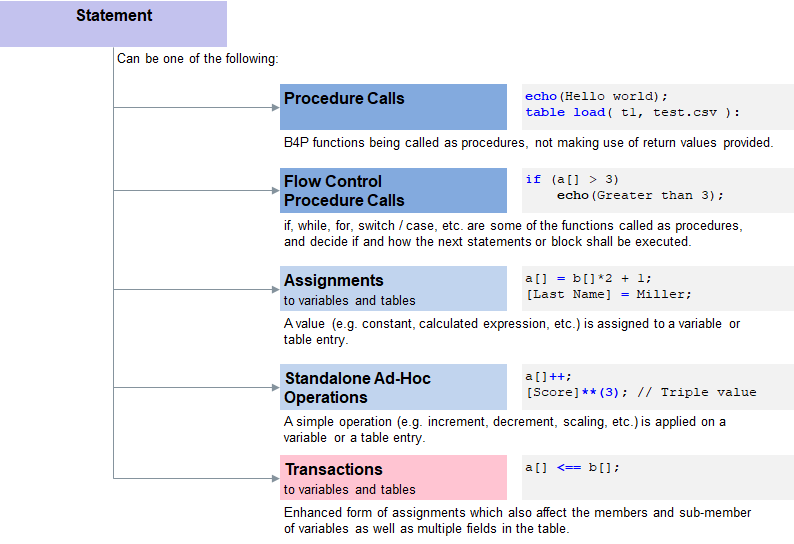 Statement
Can be one of the following:
Procedure Calls
echo(Hello world);
table load( t1, test.csv ):
B4P functions being called as procedures, not making use of return values provided.
Flow Control
Procedure Calls
if (a[] > 3)
echo(Greater than 3);
if, while, for, switch / case, etc. are some of the functions called as procedures,
and decide if and how the next statements or block shall be executed.
Assignments
to variables and tables
a[] = b[]*2 + 1;
[Last Name] = Miller;
A value (e.g. constant, calculated expression, etc.) is assigned to a variable or
table entry.
Standalone Ad-Hoc
Operations
a[]++;
[Score]**(3); // Triple value
A simple operation (e.g. increment, decrement, scaling, etc.) is applied on a
variable or a table entry.
Transactions
to variables and tables
a[] <== b[];
Enhanced form of assignments which also affect the members and sub-member
of variables as well as multiple fields in the table.